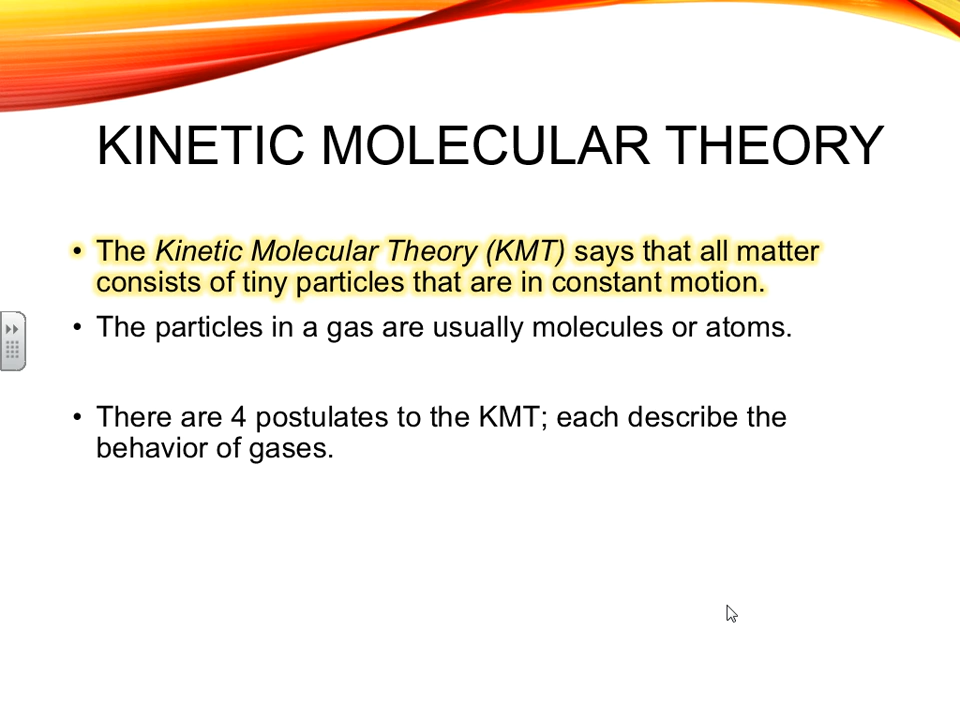 KINETIC MOLECULAR THEORY
• The Kinetic Molecular Theory (KMT) says that all matter
consists of tiny particles that are in constant motion.
• The particles in a gas are usually molecules or atoms.
• There are 4 postulates to the KMT; each describe the
behavior of gases.